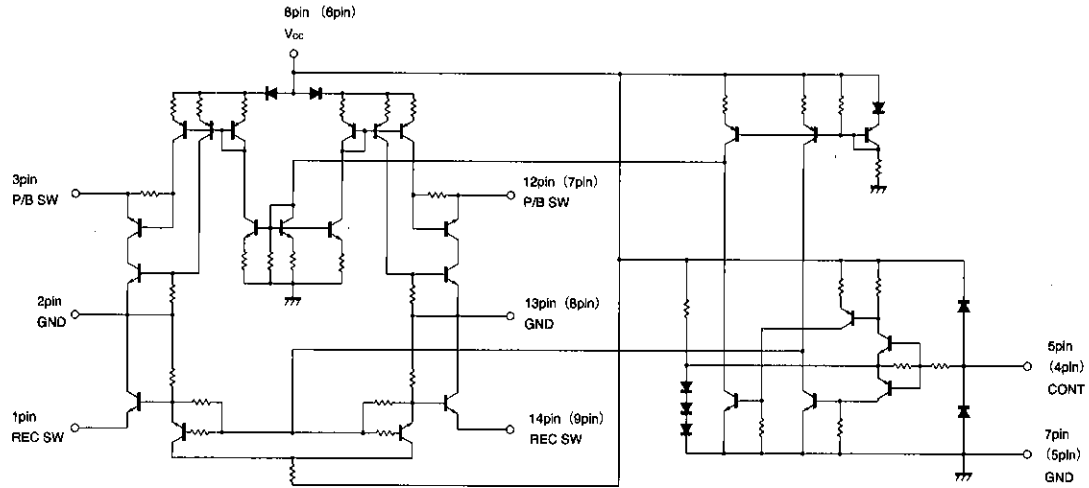 8pin (6pin)
Vcc
3pin
P/B SW
12pin (7pin)
P/B SW
2pin
GND
13pin (8pin)
GND
5pin
(4pin)
CONT
1pin
REC SW
14pin (9pin)
REC SW
7pin
(5pin)
GND